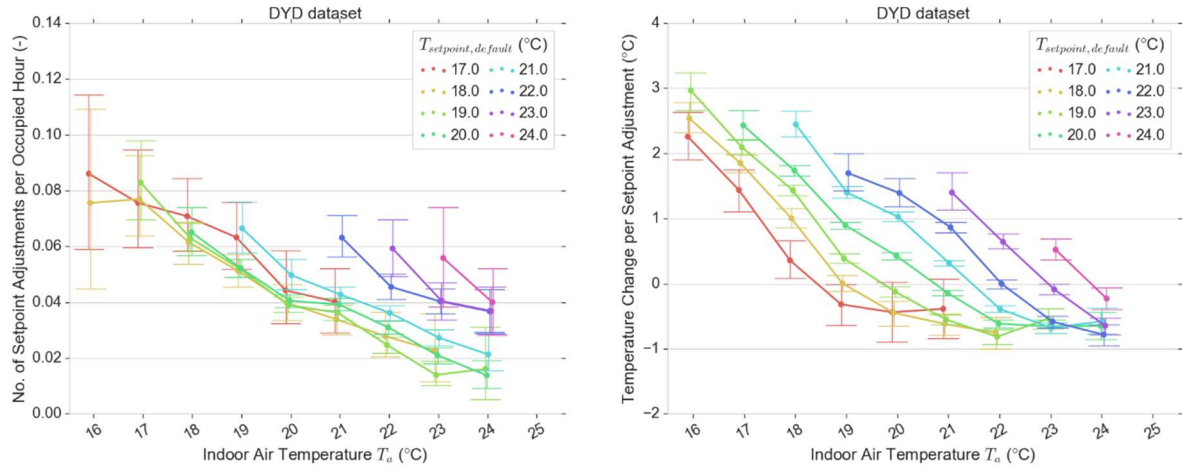 DYD dataset
No. of Setpoint Adjustments per Occupied Hour (-)
0.14
0.12
0.10
0.08
0.06
0.04
0.02
0.00
T_setpoint,default (°C)
17.0 21.0
18.0 22.0
19.0 23.0
20.0 24.0
16 17 18 19 20 21 22 23 24 25
Indoor Air Temperature T_a (°C)
DYD dataset
Temperature Change per Setpoint Adjustment (°C)
4
3
2
1
0
−1
−2
T_setpoint,default (°C)
17.0 21.0
18.0 22.0
19.0 23.0
20.0 24.0
16 17 18 19 20 21 22 23 24 25
Indoor Air Temperature T_a (°C)